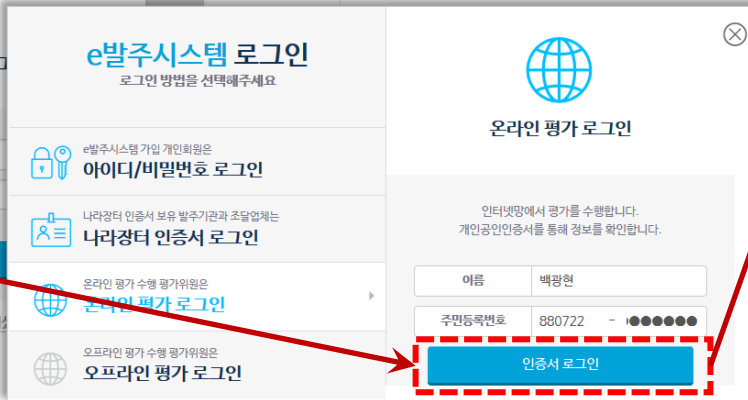 e발주시스템 로그인
로그인 방법을 선택해주세요
e발주시스템 가입 개인회원은
아이디/비밀번호 로그인
나라장터 인증서 보유 발주기관과 조달업체는
나라장터 인증서 로그인
온라인 평가 수행 평가위원은
온라인 평가 로그인
오프라인 평가 수행 평가위원은
오프라인 평가 로그인
온라인 평가 로그인
인터넷망에서 평가를 수행합니다.
개인공인인증서를 통해 정보를 확인합니다.
이름 백광현
주민등록번호 880722 - ●●●●●●
인증서 로그인